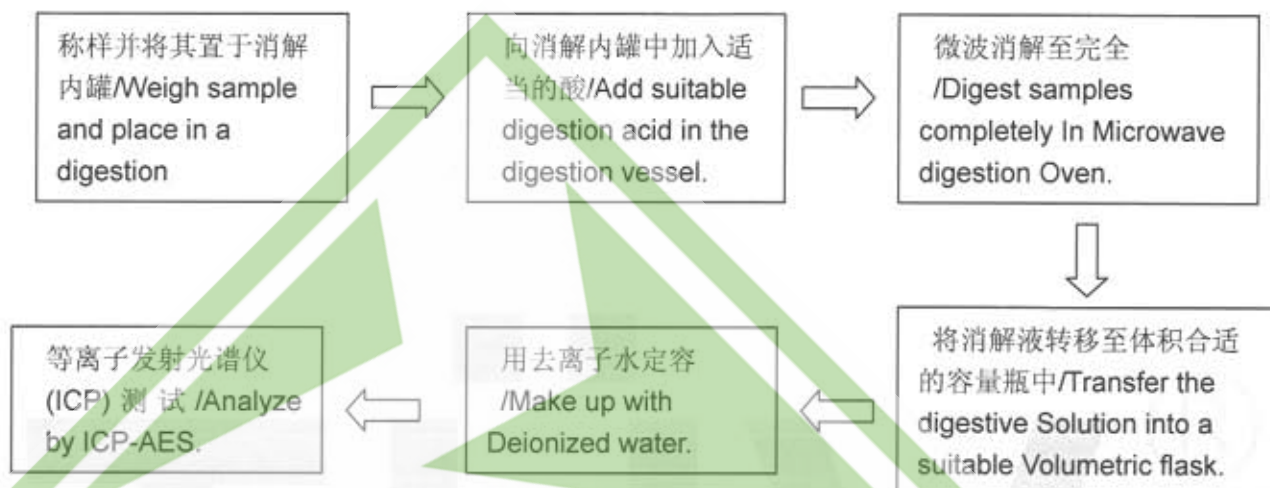 称样并将其置于消解
内罐/Weigh sample
and place in a
digestion
向消解内罐中加入适
当的酸/Add suitable
digestion acid in the
digestion vessel.
微波消解至完全
/Digest samples
completely In Microwave
digestion Oven.
将消解液转移至体积合适
的容量瓶中/Transfer the
digestive Solution into a
suitable Volumetric flask.
用去离子水定容
/Make up with
Deionized water.
等离子发射光谱仪
(ICP) 测 试 /Analyze
by ICP-AES.